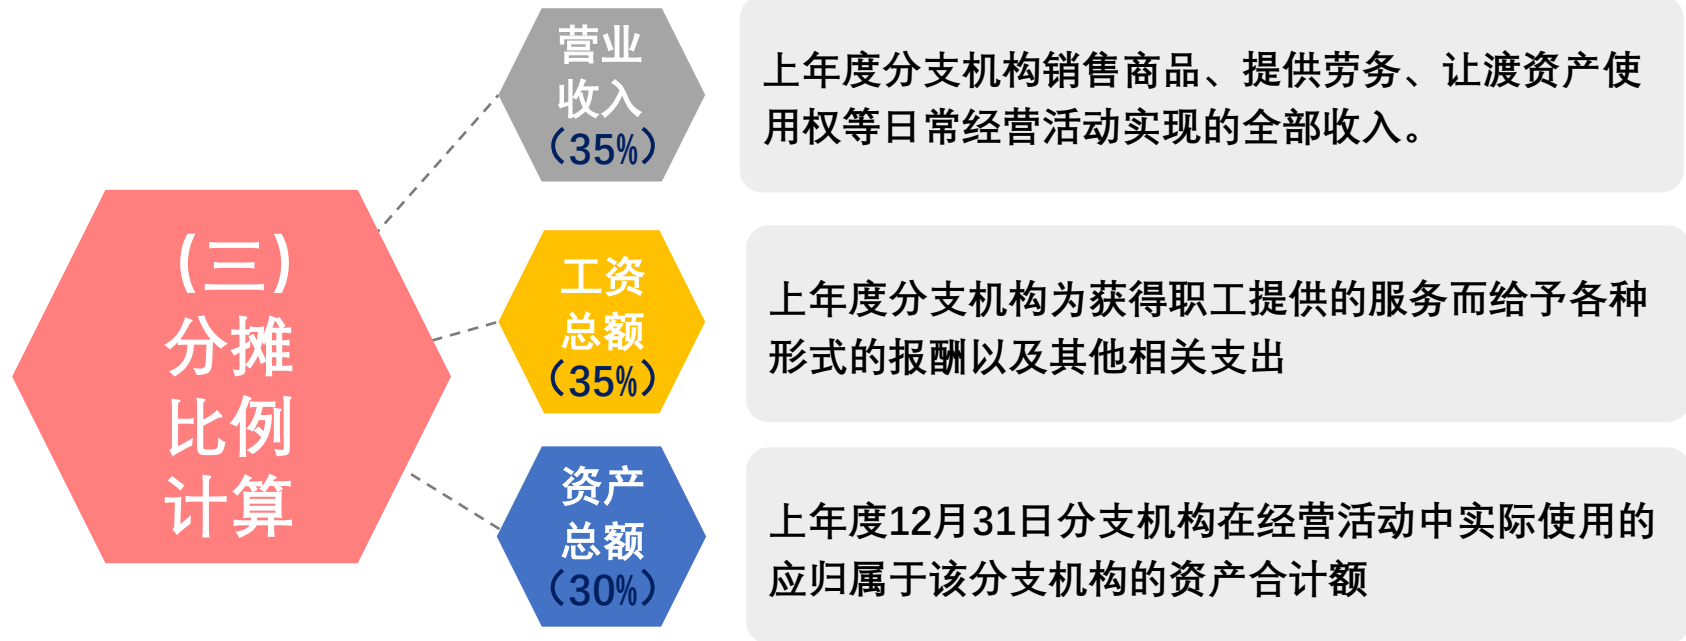 (三)
分摊
比例
计算
营业
收入
（35%）
上年度分支机构销售商品、提供劳务、让渡资产使
用权等日常经营活动实现的全部收入。
工资
总额
（35%）
上年度分支机构为获得职工提供的服务而给予各种
形式的报酬以及其他相关支出
资产
总额
（30%）
上年度12月31日分支机构在经营活动中实际使用的
应归属于该分支机构的资产合计额